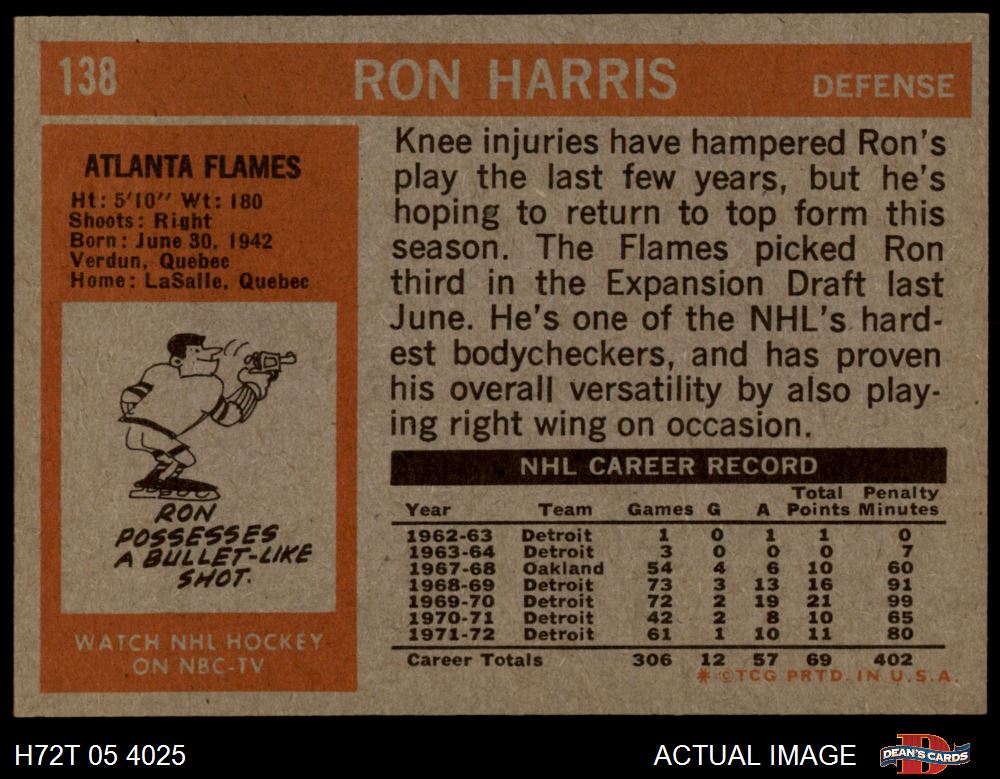 138 RON HARRIS DEFENSE
ATLANTA FLAMES
Ht: 5'10" Wt: 180
Shoots: Right
Born: June 30, 1942
Verdun, Quebec
Home: LaSalle, Quebec
RON
POSSESSES
A BULLET-LIKE
SHOT.
WATCH NHL HOCKEY
ON NBC-TV
Knee injuries have hampered Ron's
play the last few years, but he's
hoping to return to top form this
season. The Flames picked Ron
third in the Expansion Draft last
June. He's one of the NHL's hard-
est bodycheckers, and has proven
his overall versatility by also play-
ing right wing on occasion.
NHL CAREER RECORD
Year Team Games G A Total Points Penalty Minutes
1962-63 Detroit 1 0 1 1 0
1963-64 Detroit 3 0 0 0 7
1967-68 Oakland 54 4 6 10 60
1968-69 Detroit 73 3 13 16 91
1969-70 Detroit 72 2 19 21 99
1970-71 Detroit 42 2 8 10 65
1971-72 Detroit 61 1 10 11 80
Career Totals 306 12 57 69 402
* ©TCG PRTD. IN U.S.A.
H72T 05 4025 ACTUAL IMAGE DEAN'S CARDS